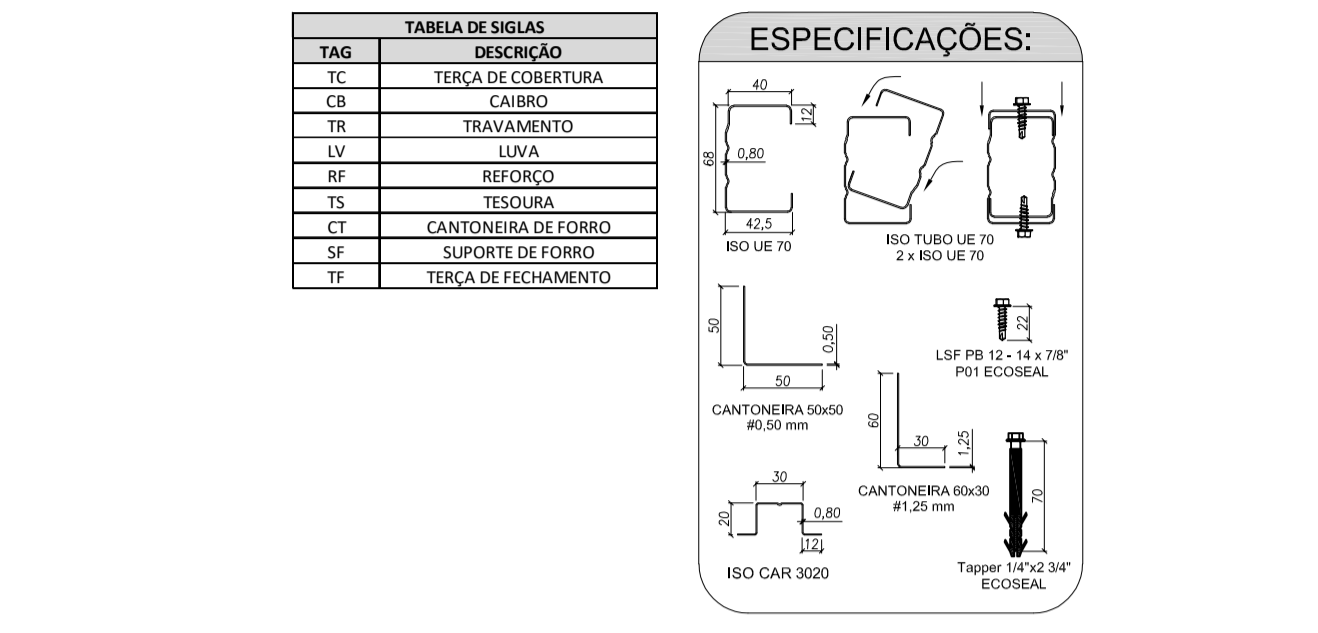 TABELA DE SIGLAS
TAG DESCRIÇÃO
TC TERÇA DE COBERTURA
CB CAIBRO
TR TRAVAMENTO
LV LUVA
RF REFORÇO
TS TESOURA
CT CANTONEIRA DE FORRO
SF SUPORTE DE FORRO
TF TERÇA DE FECHAMENTO
ESPECIFICAÇÕES:
40
12
68
0,80
42,5
ISO UE 70
ISO TUBO UE 70
2 x ISO UE 70
50
0,50
50
CANTONEIRA 50x50
#0,50 mm
22
LSF PB 12 - 14 x 7/8"
P01 ECOSEAL
60
30
1,25
CANTONEIRA 60x30
#1,25 mm
30
20
0,80
12
ISO CAR 3020
70
Tapper 1/4"x2 3/4"
ECOSEAL